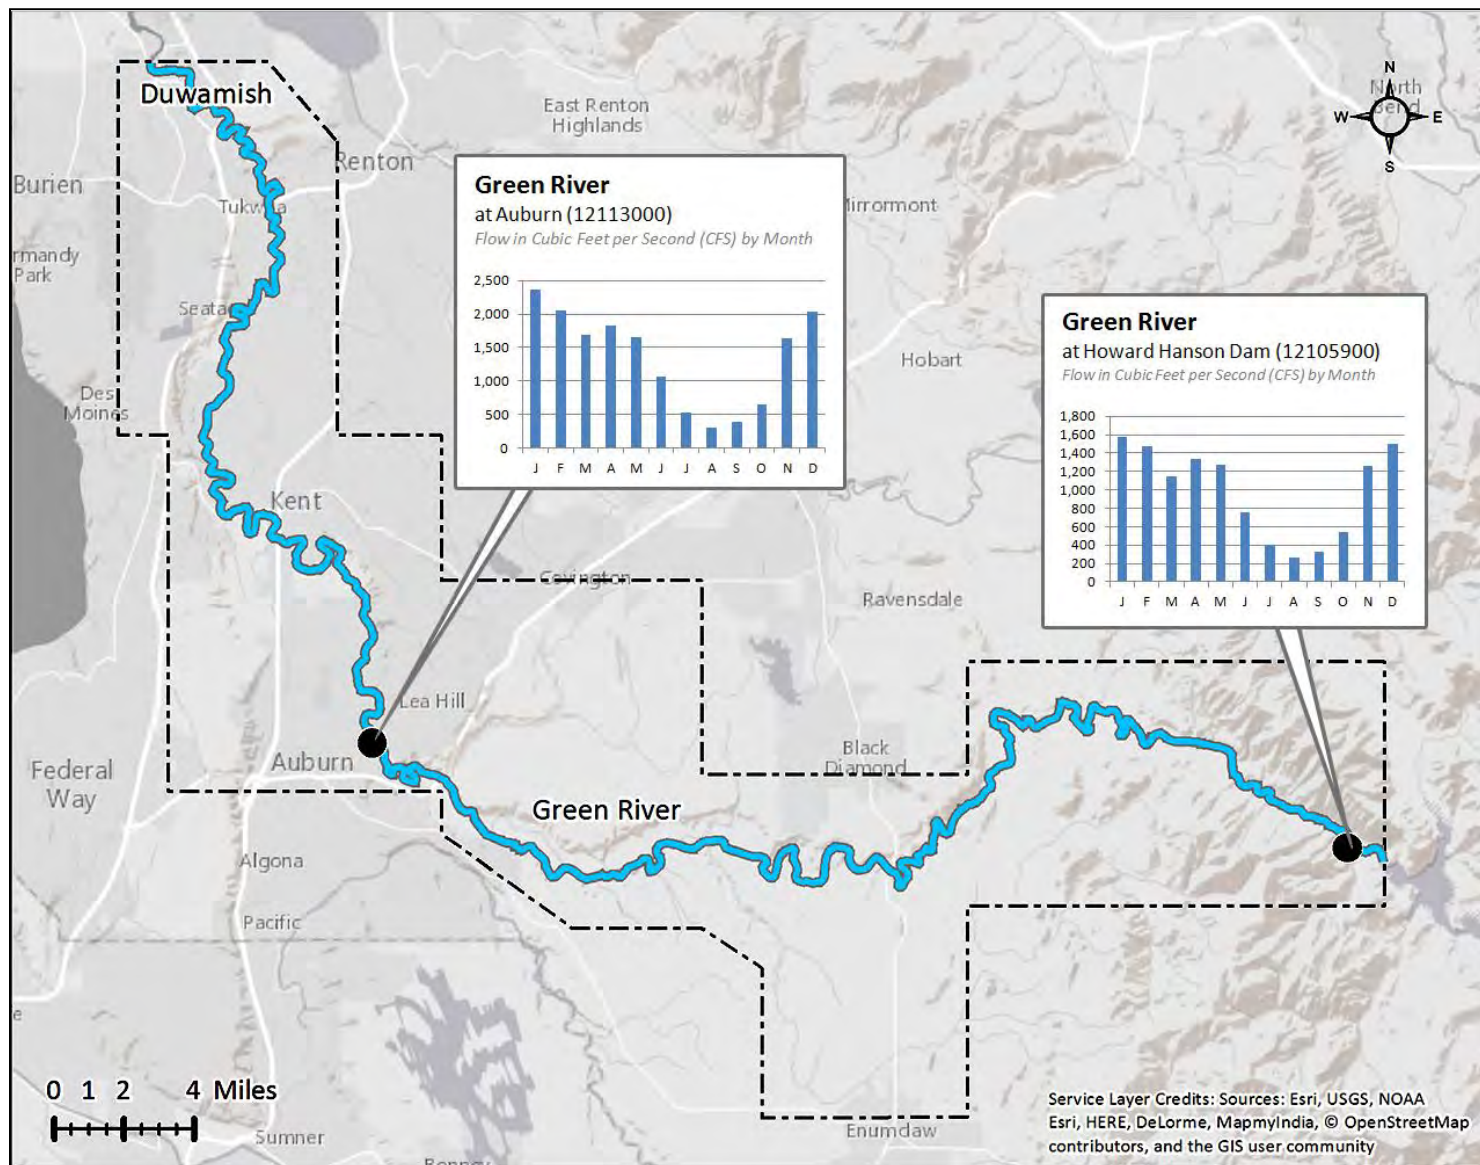 Duwamish
Burien
rmandy
Park
Renton
Tukwila
Seatac
Des
Moines
Kent
East Renton
Highlands
Mirrormont
Hobart
North
Bend
N
W
E
S
Green River
at Auburn (12113000)
Flow in Cubic Feet per Second (CFS) by Month
2,500
2,000
1,500
1,000
500
0
J F M A M J J A S O N D
Green River
at Howard Hanson Dam (12105900)
Flow in Cubic Feet per Second (CFS) by Month
1,800
1,600
1,400
1,200
1,000
800
600
400
200
0
J F M A M J J A S O N D
Covington
Ravensdale
Lea Hill
Auburn
Federal
Way
Black
Diamond
Green River
Algona
Pacific
e
0 1 2 4 Miles
Sumner
Bonney
Enumclaw
Service Layer Credits: Sources: Esri, USGS, NOAA
Esri, HERE, DeLorme, MapmyIndia, © OpenStreetMap
contributors, and the GIS user community